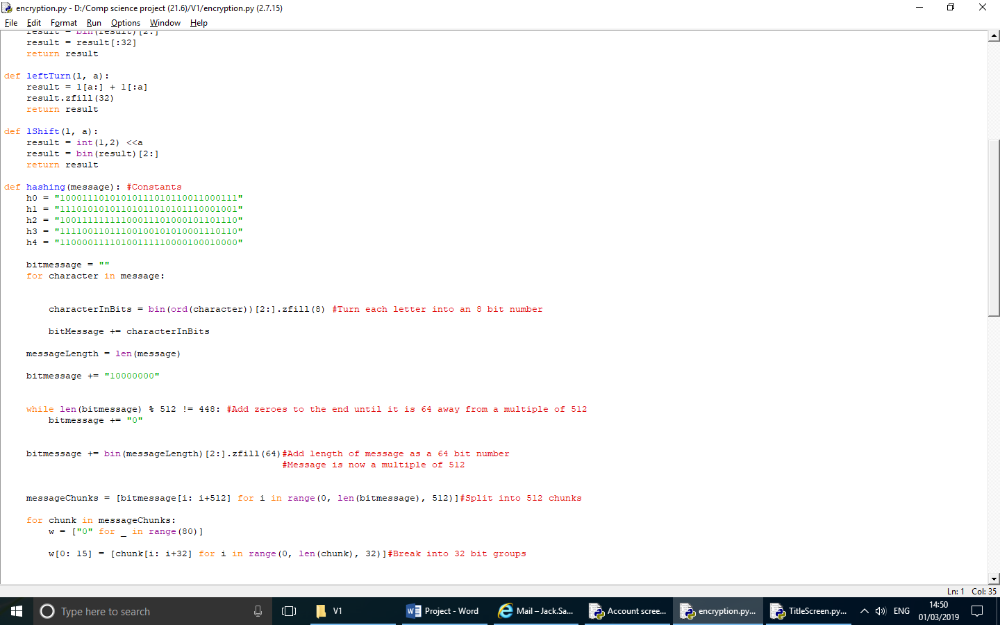 encryption.py - D:/Comp science project (21.6)/V1/encryption.py (2.7.15)
File Edit Format Run Options Window Help
result = bin(result)[2:]
result = result[:32]
return result
def leftTurn(l, a):
result = l[a:] + l[:a]
result.zfill(32)
return result
def lShift(l, a):
result = int(l,2) <<a
result = bin(result)[2:]
return result
def hashing(message): #Constants
h0 = "10001110101010111010110011000111"
h1 = "11101010101101011010101110001001"
h2 = "10011111111100011101000101101110"
h3 = "11110011011100100101010001110110"
h4 = "11000011110100111110000100010000"
bitmessage = ""
for character in message:
characterInBits = bin(ord(character))[2:].zfill(8) #Turn each letter into an 8 bit number
bitMessage += characterInBits
messageLength = len(message)
bitmessage += "10000000"
while len(bitmessage) % 512 != 448: #Add zeroes to the end until it is 64 away from a multiple of 512
bitmessage += "0"
bitmessage += bin(messageLength)[2:].zfill(64)#Add length of message as a 64 bit number
#Message is now a multiple of 512
messageChunks = [bitmessage[i: i+512] for i in range(0, len(bitmessage), 512)]#Split into 512 chunks
for chunk in messageChunks:
w = ["0" for _ in range(80)]
w[0: 15] = [chunk[i: i+32] for i in range(0, len(chunk), 32)]#Break into 32 bit groups
Ln: 1 Col: 35
Type here to search
V1
Project - Word
Mail – Jack.Sa...
Account scree...
encryption.py...
TitleScreen.py...
ENG
14:50
01/03/2019